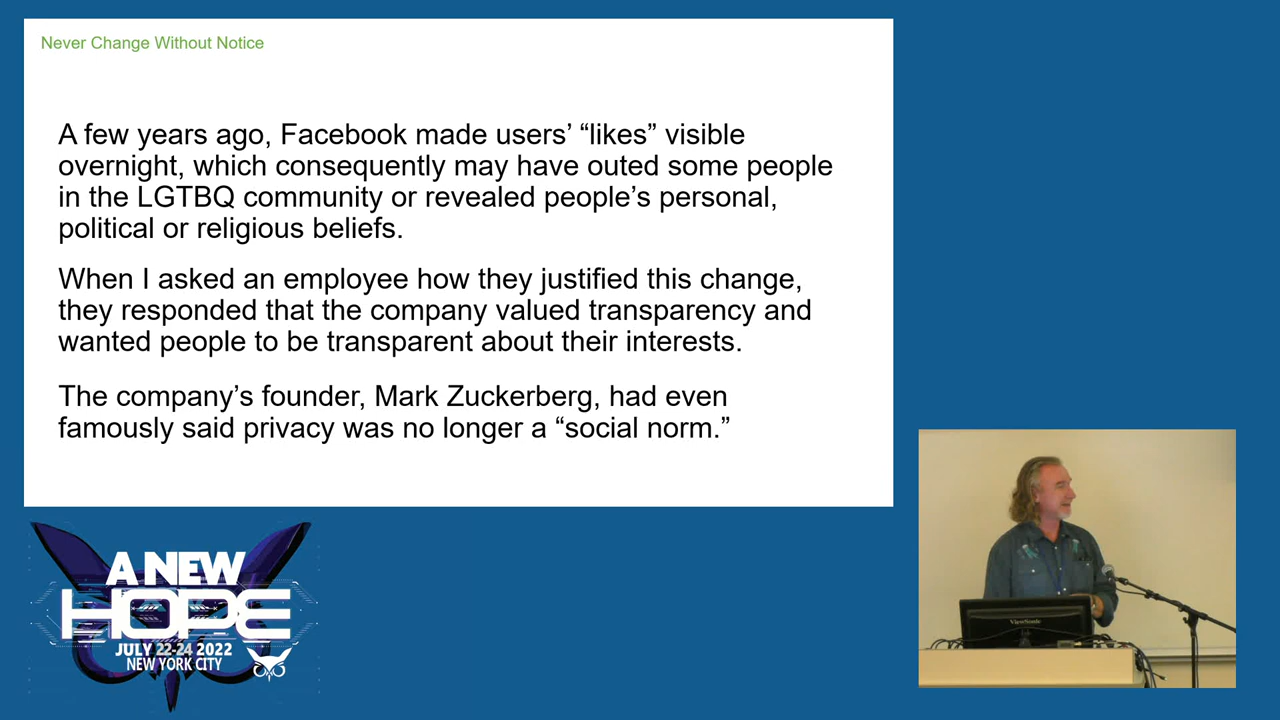 Never Change Without Notice
A few years ago, Facebook made users’ “likes” visible
overnight, which consequently may have outed some people
in the LGTBQ community or revealed people’s personal,
political or religious beliefs.
When I asked an employee how they justified this change,
they responded that the company valued transparency and
wanted people to be transparent about their interests.
The company’s founder, Mark Zuckerberg, had even
famously said privacy was no longer a “social norm.”
A NEW
HOPE
JULY 22-24 2022
NEW YORK CITY
ViewSonic